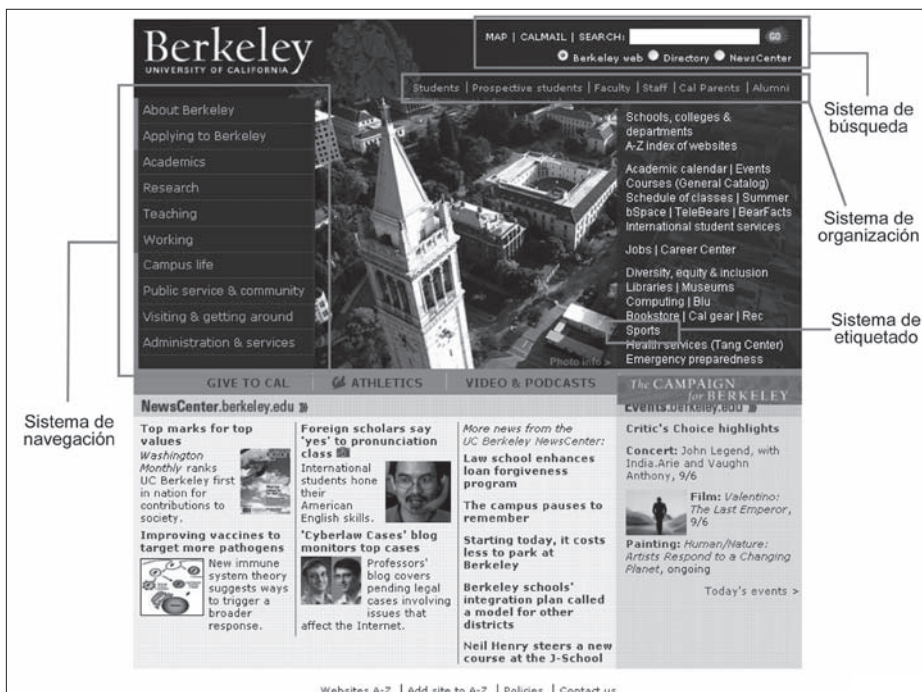 Berkeley
UNIVERSITY OF CALIFORNIA
MAP | CALMAIL | SEARCH: GO
Berkeley web Directory NewsCenter
Students | Prospective students | Faculty | Staff | Cal Parents | Alumni
Sistema de
búsqueda
About Berkeley
Applying to Berkeley
Academics
Research
Teaching
Working
Campus life
Public service & community
Visiting & getting around
Administration & services
Schools, colleges &
departments
A-Z index of websites
Academic calendar | Events
Courses (General Catalog)
Schedule of classes | Summer
bSpace | TeleBears | BearFacts
International student services
Jobs | Career Center
Diversity, equity & inclusion
Libraries | Museums
Computing | Blu
Bookstore | Cal gear | Rec
Sports
Health services (Tang Center)
Emergency preparedness
Photo info >
Sistema de
organización
Sistema de
etiquetado
Sistema de
navegación
GIVE TO CAL | Cal ATHLETICS | VIDEO & PODCASTS
The CAMPAIGN
for BERKELEY
NewsCenter.berkeley.edu
Events.berkeley.edu
Top marks for top
values
Washington
Monthly ranks
UC Berkeley first
in nation for
contributions to
society.
Improving vaccines to
target more pathogens
New immune
system theory
suggests ways
to trigger a
broader
response.
Foreign scholars say
'yes' to pronunciation
class
International
students hone
their
American
English skills.
'Cyberlaw Cases' blog
monitors top cases
Professors'
blog covers
pending legal
cases involving
issues that
affect the Internet.
More news from the
UC Berkeley NewsCenter:
Law school enhances
loan forgiveness
program
The campus pauses to
remember
Starting today, it costs
less to park at
Berkeley
Berkeley schools'
integration plan called
a model for other
districts
Neil Henry steers a new
course at the J-School
Critic's Choice highlights
Concert: John Legend, with
India.Arie and Vaughn
Anthony, 9/6
Film: Valentino:
The Last Emperor,
9/6
Painting: Human/Nature:
Artists Respond to a Changing
Planet, ongoing
Today's events >
Websites A-Z | Add site to A-Z | Policies | Contact us